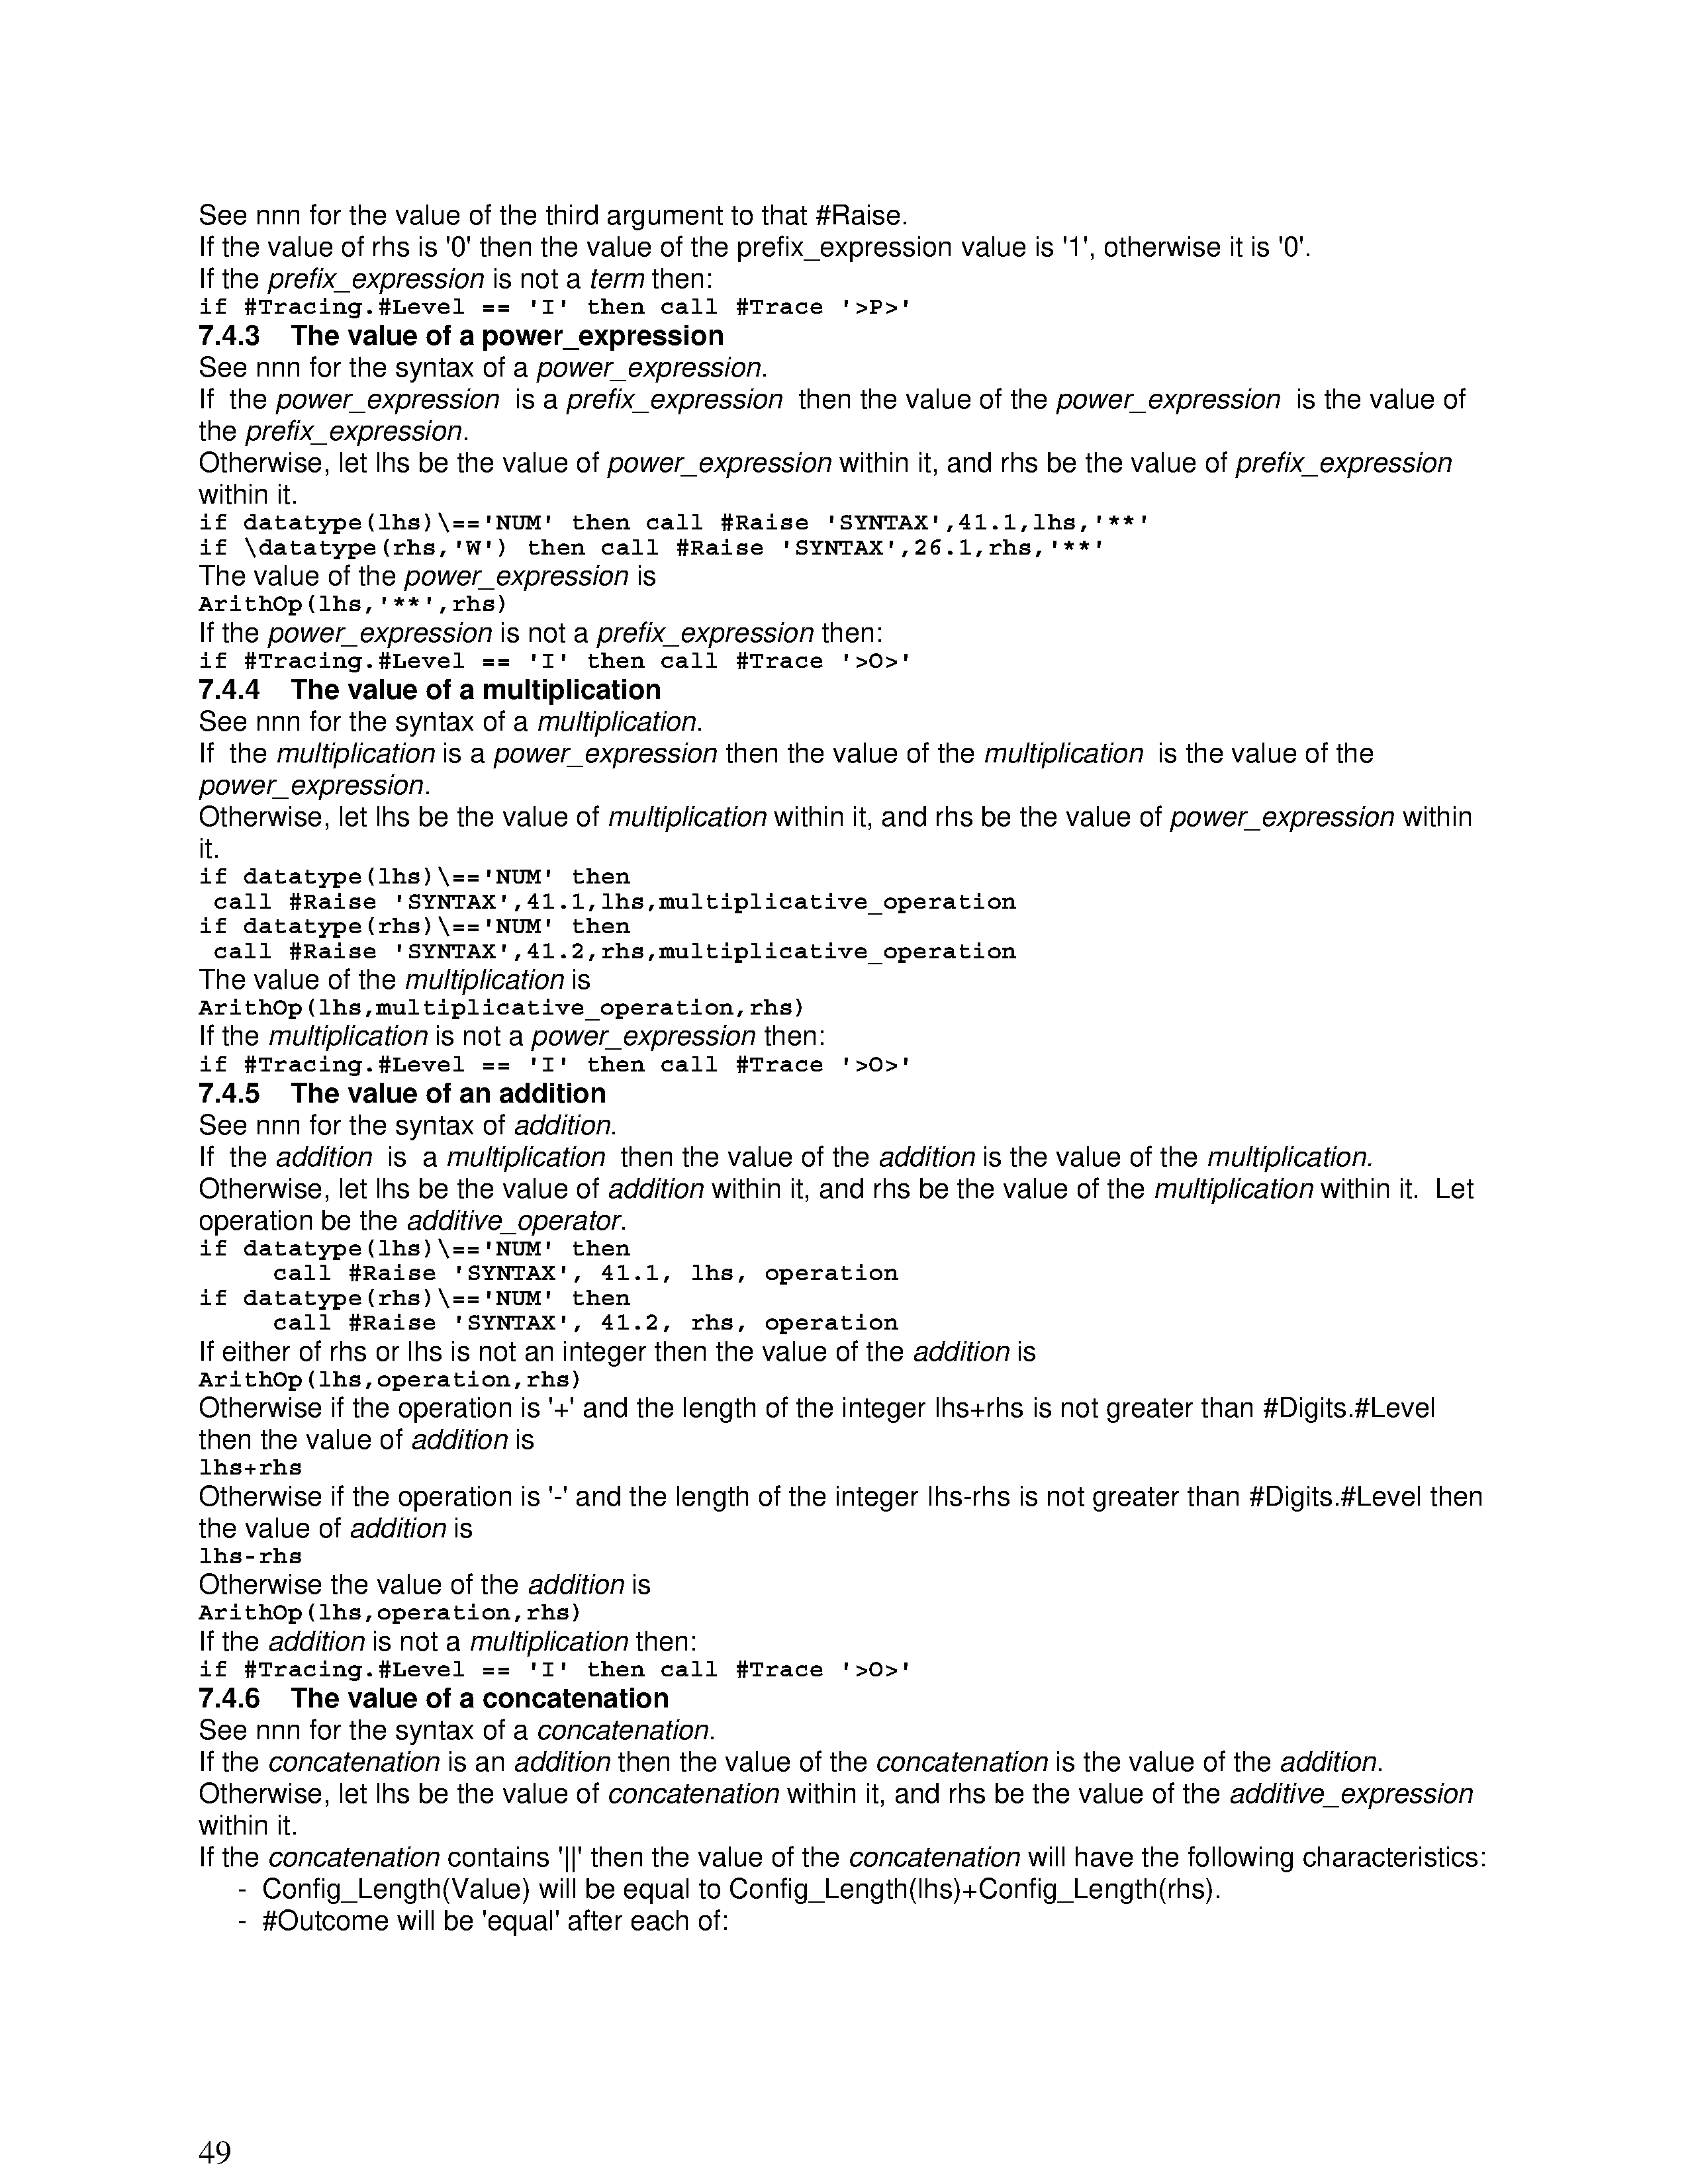 See nnn for the value of the third argument to that #Raise.
If the value of rhs is '0' then the value of the prefix_expression value is '1', otherwise it is '0'.
If the prefix_expression is not a term then:
if #Tracing.#Level == 'I' then call #Trace '>P>'
7.4.3 The value of a power_expression
See nnn for the syntax of a power_expression.
If the power_expression is a prefix_expression then the value of the power_expression is the value of
the prefix_expression.
Otherwise, let lhs be the value of power_expression within it, and rhs be the value of prefix_expression
within it.
if datatype(lhs)\=='NUM' then call #Raise 'SYNTAX',41.1,lhs,'**'
if \datatype(rhs,'W') then call #Raise 'SYNTAX',26.1,rhs,'**'
The value of the power_expression is
ArithOp(lhs,'**',rhs)
If the power_expression is not a prefix_expression then:
if #Tracing.#Level == 'I' then call #Trace '>O>'
7.4.4 The value of a multiplication
See nnn for the syntax of a multiplication.
If the multiplication is a power_expression then the value of the multiplication is the value of the
power_expression.
Otherwise, let lhs be the value of multiplication within it, and rhs be the value of power_expression within
it.
if datatype(lhs)\=='NUM' then
call #Raise 'SYNTAX',41.1,lhs,multiplicative_operation
if datatype(rhs)\=='NUM' then
call #Raise 'SYNTAX',41.2,rhs,multiplicative_operation
The value of the multiplication is
ArithOp(lhs,multiplicative_operation,rhs)
If the multiplication is not a power_expression then:
if #Tracing.#Level == 'I' then call #Trace '>O>'
7.4.5 The value of an addition
See nnn for the syntax of addition.
If the addition is a multiplication then the value of the addition is the value of the multiplication.
Otherwise, let lhs be the value of addition within it, and rhs be the value of the multiplication within it. Let
operation be the additive_operator.
if datatype(lhs)\=='NUM' then
call #Raise 'SYNTAX', 41.1, lhs, operation
if datatype(rhs)\=='NUM' then
call #Raise 'SYNTAX', 41.2, rhs, operation
If either of rhs or lhs is not an integer then the value of the addition is
ArithOp(lhs,operation,rhs)
Otherwise if the operation is '+' and the length of the integer lhs+rhs is not greater than #Digits.#Level
then the value of addition is
lhs+rhs
Otherwise if the operation is '-' and the length of the integer lhs-rhs is not greater than #Digits.#Level then
the value of addition is
lhs-rhs
Otherwise the value of the addition is
ArithOp(lhs,operation,rhs)
If the addition is not a multiplication then:
if #Tracing.#Level == 'I' then call #Trace '>O>'
7.4.6 The value of a concatenation
See nnn for the syntax of a concatenation.
If the concatenation is an addition then the value of the concatenation is the value of the addition.
Otherwise, let lhs be the value of concatenation within it, and rhs be the value of the additive_expression
within it.
If the concatenation contains '||' then the value of the concatenation will have the following characteristics:
- Config_Length(Value) will be equal to Config_Length(lhs)+Config_Length(rhs).
- #Outcome will be 'equal' after each of:
49